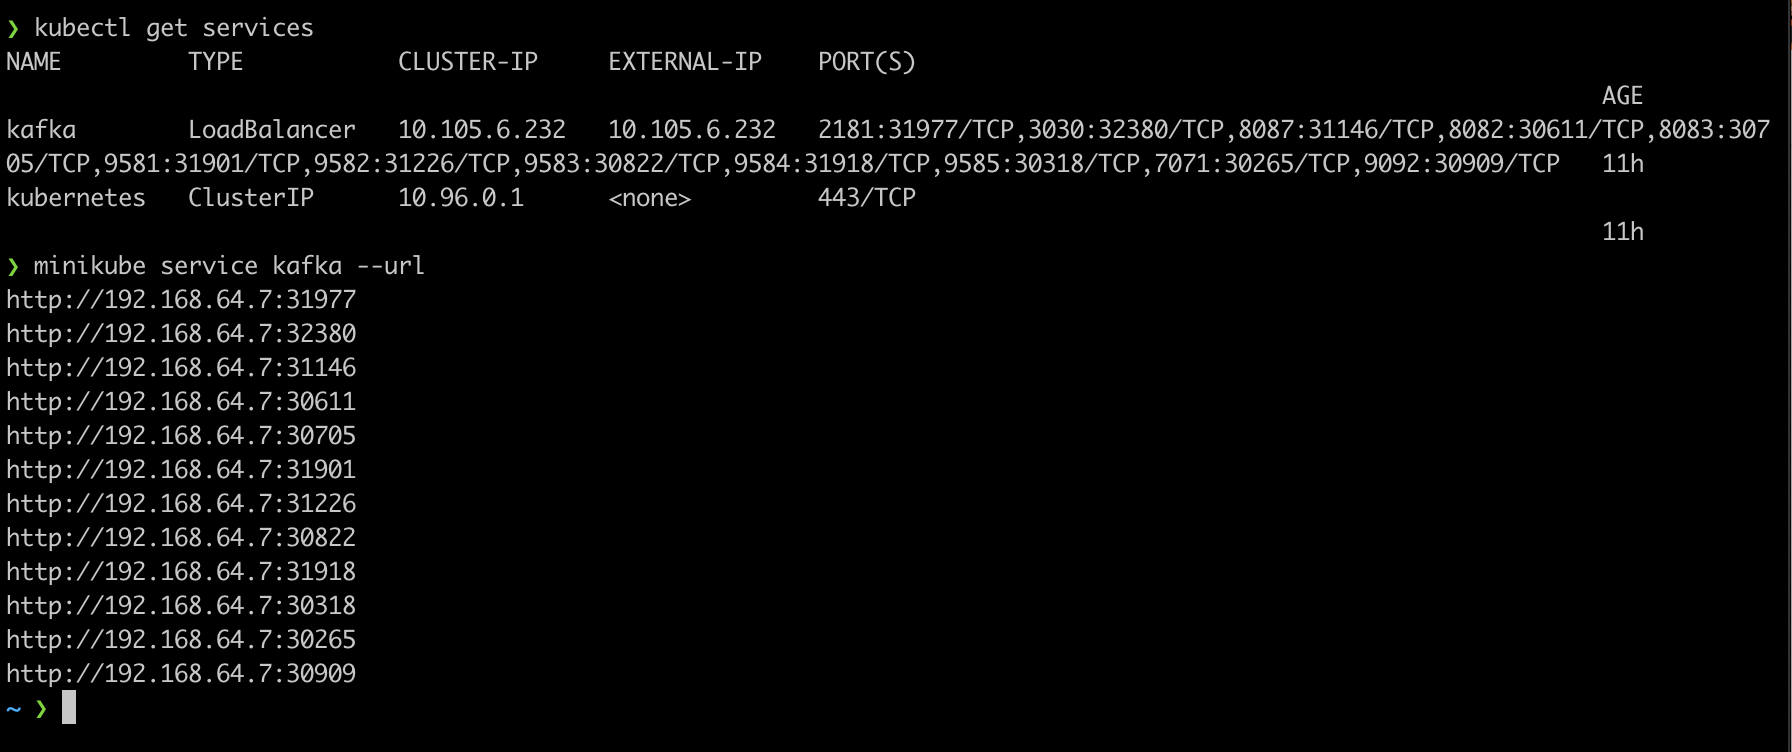 ❯ kubectl get services
NAME         TYPE           CLUSTER-IP     EXTERNAL-IP    PORT(S)
AGE
kafka        LoadBalancer   10.105.6.232   10.105.6.232   2181:31977/TCP,3030:32380/TCP,8087:31146/TCP,8082:30611/TCP,8083:307
05/TCP,9581:31901/TCP,9582:31226/TCP,9583:30822/TCP,9584:31918/TCP,9585:30318/TCP,7071:30265/TCP,9092:30909/TCP   11h
kubernetes   ClusterIP      10.96.0.1      <none>         443/TCP
11h
❯ minikube service kafka --url
http://192.168.64.7:31977
http://192.168.64.7:32380
http://192.168.64.7:31146
http://192.168.64.7:30611
http://192.168.64.7:30705
http://192.168.64.7:31901
http://192.168.64.7:31226
http://192.168.64.7:30822
http://192.168.64.7:31918
http://192.168.64.7:30318
http://192.168.64.7:30265
http://192.168.64.7:30909
~ ❯